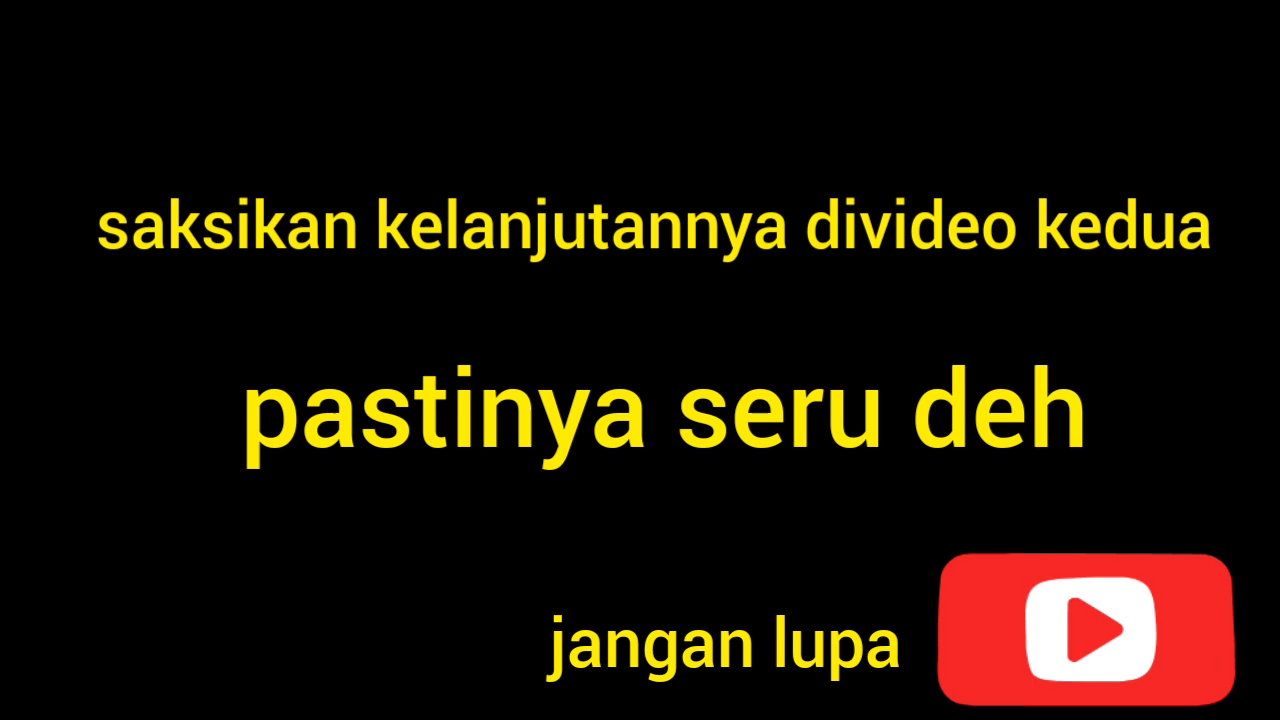 saksikan kelanjutannya divideo kedua
pastinya seru deh
jangan lupa